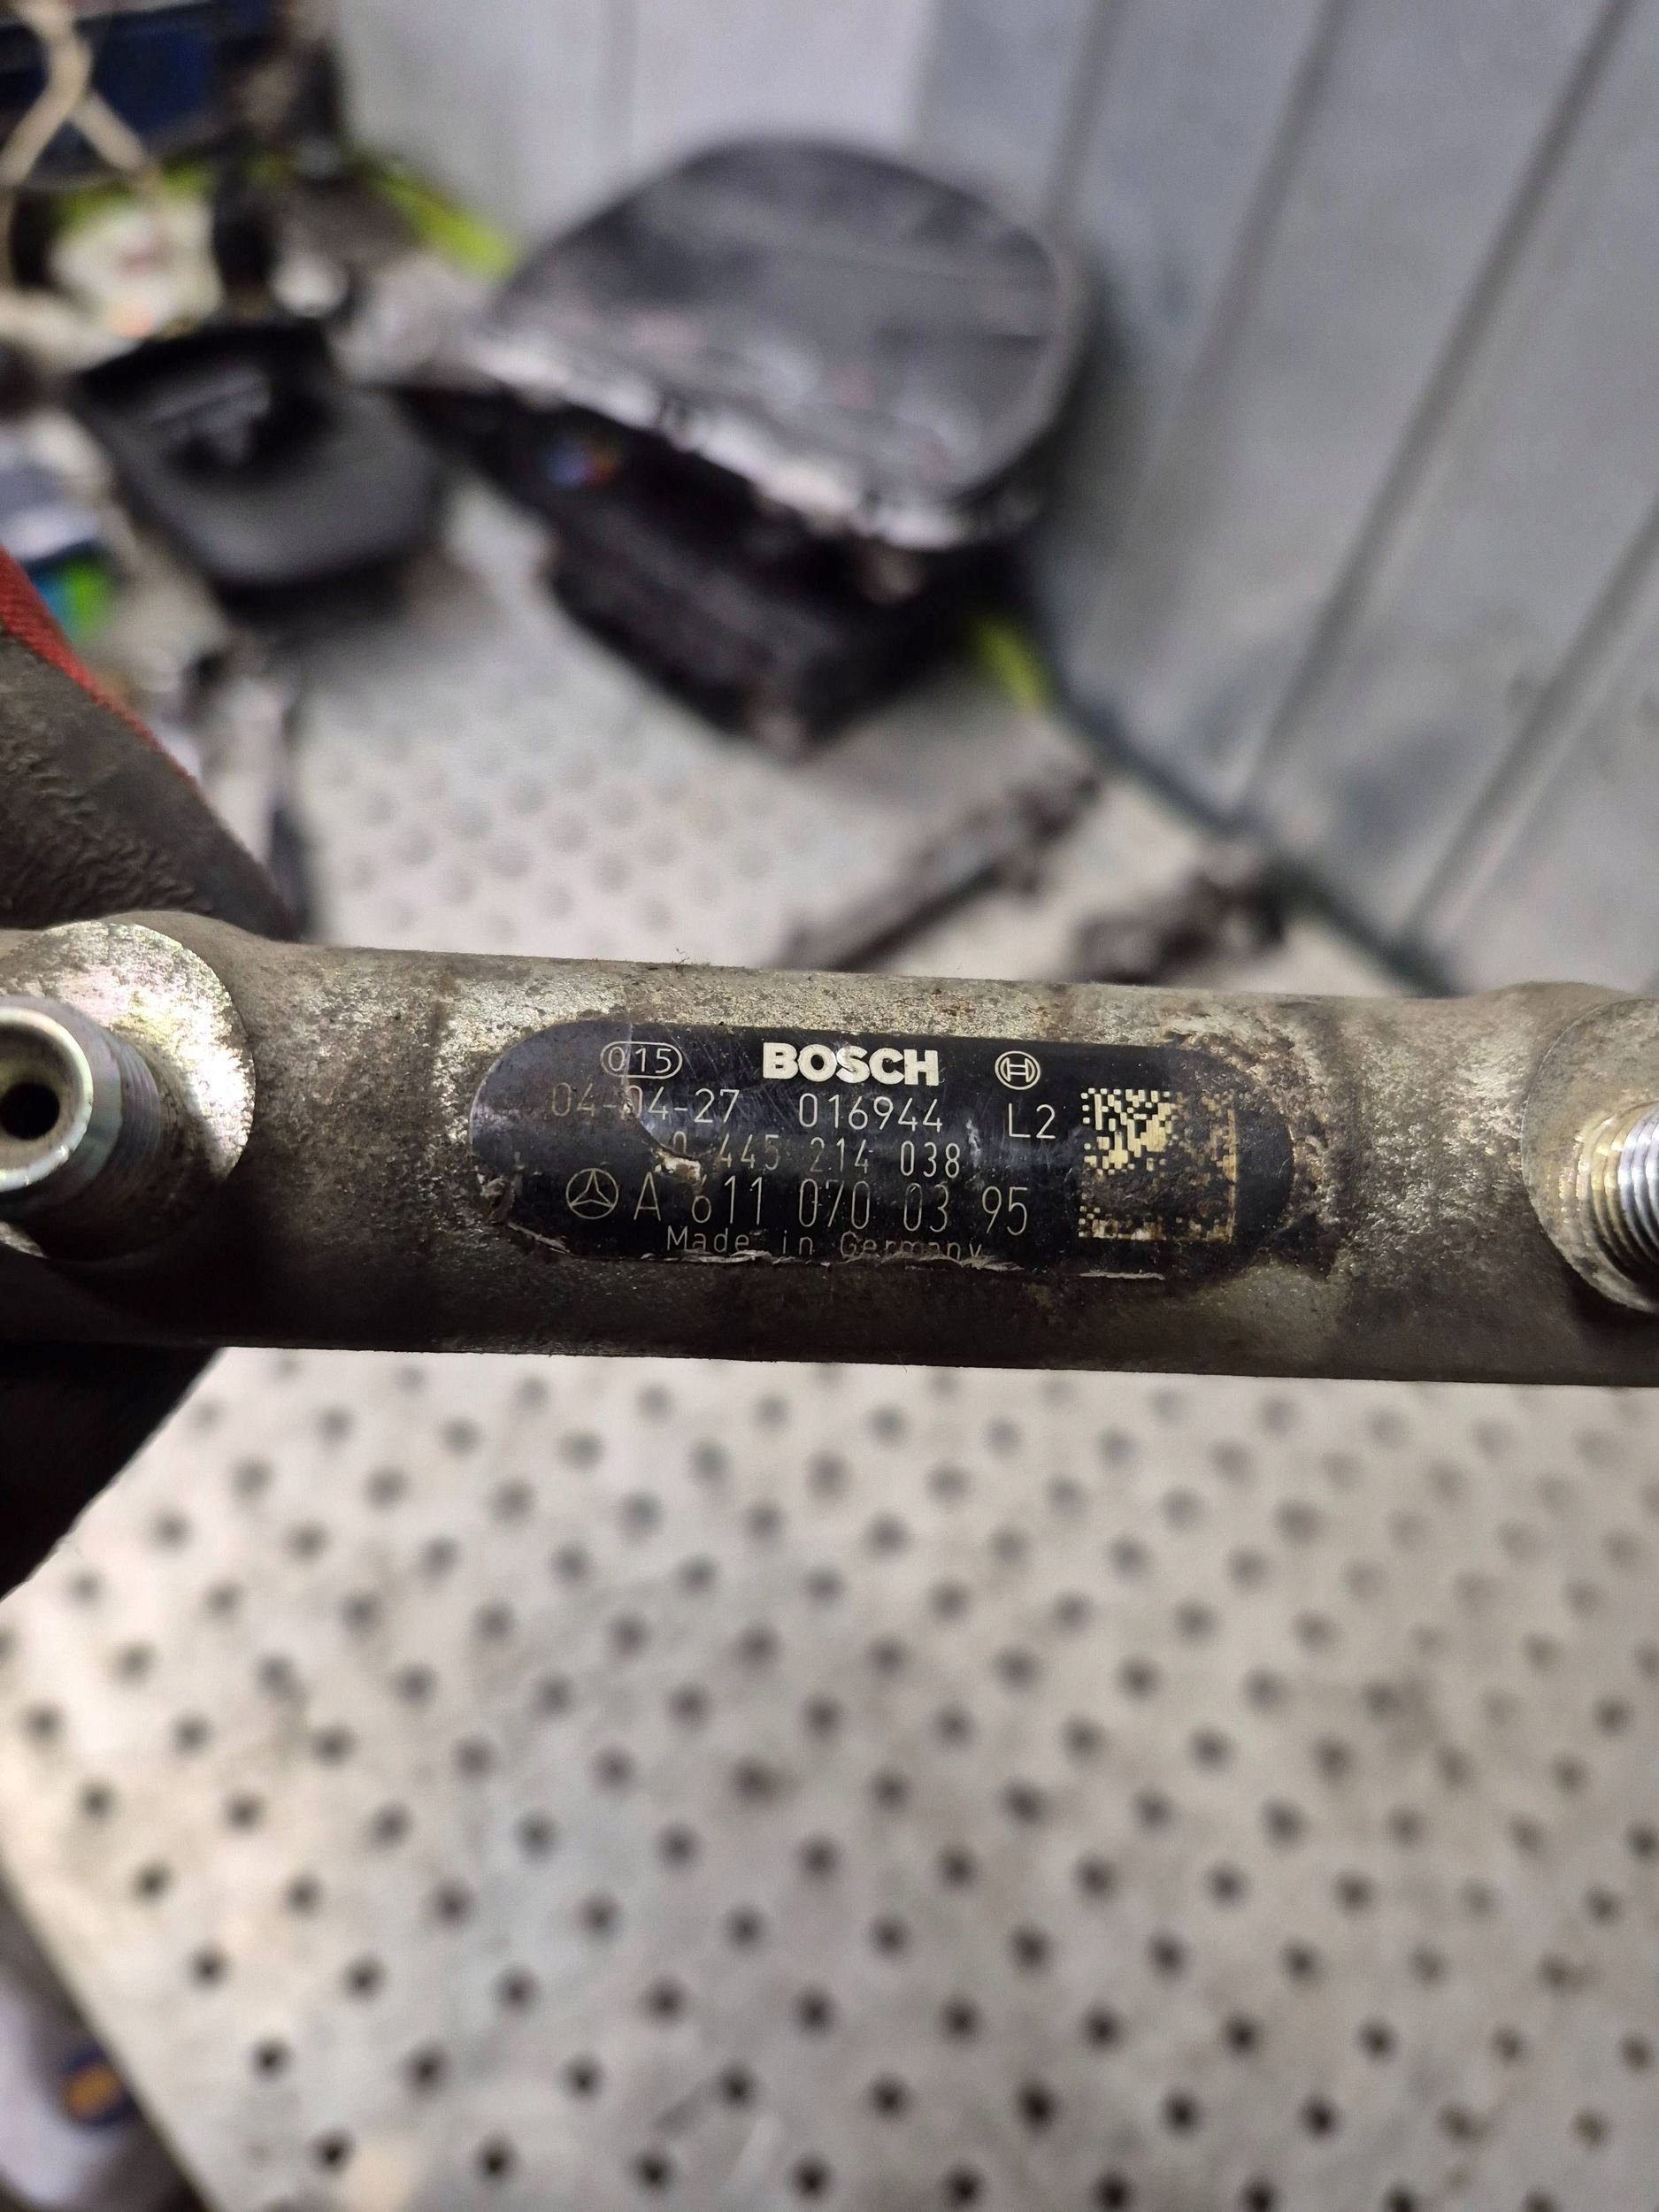 015 BOSCH
04-04-27 016944 L2
0 445 214 038
A 611 070 03 95
Made in Germany